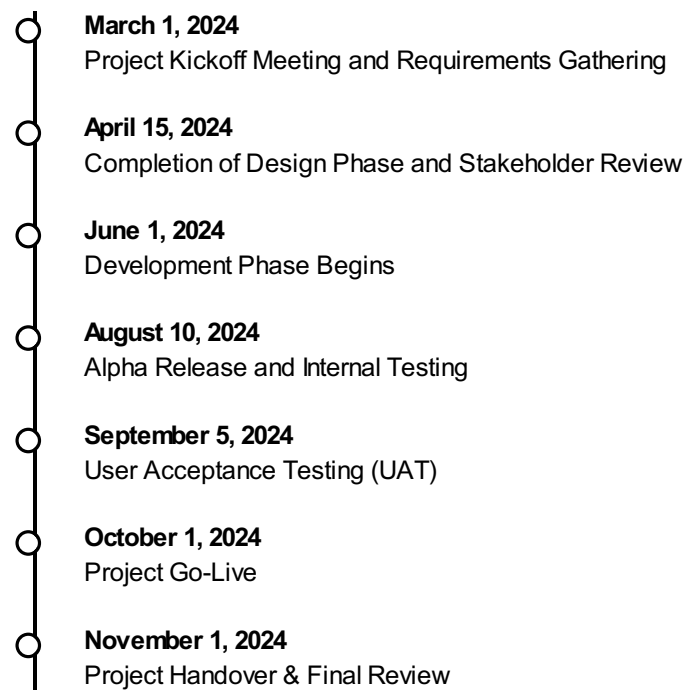 March 1, 2024
Project Kickoff Meeting and Requirements Gathering
April 15, 2024
Completion of Design Phase and Stakeholder Review
June 1, 2024
Development Phase Begins
August 10, 2024
Alpha Release and Internal Testing
September 5, 2024
User Acceptance Testing (UAT)
October 1, 2024
Project Go-Live
November 1, 2024
Project Handover & Final Review